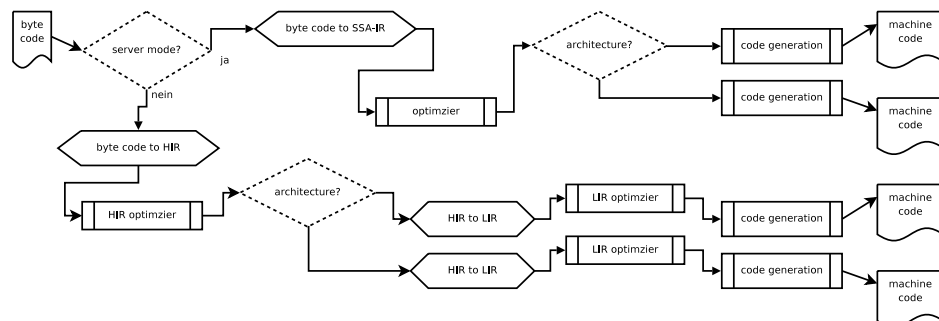 byte
code
server mode?
ja
nein
byte code to SSA-IR
optimzier
architecture?
code generation
machine
code
code generation
machine
code
byte code to HIR
HIR optimzier
architecture?
HIR to LIR
LIR optimzier
code generation
machine
code
HIR to LIR
LIR optimzier
code generation
machine
code